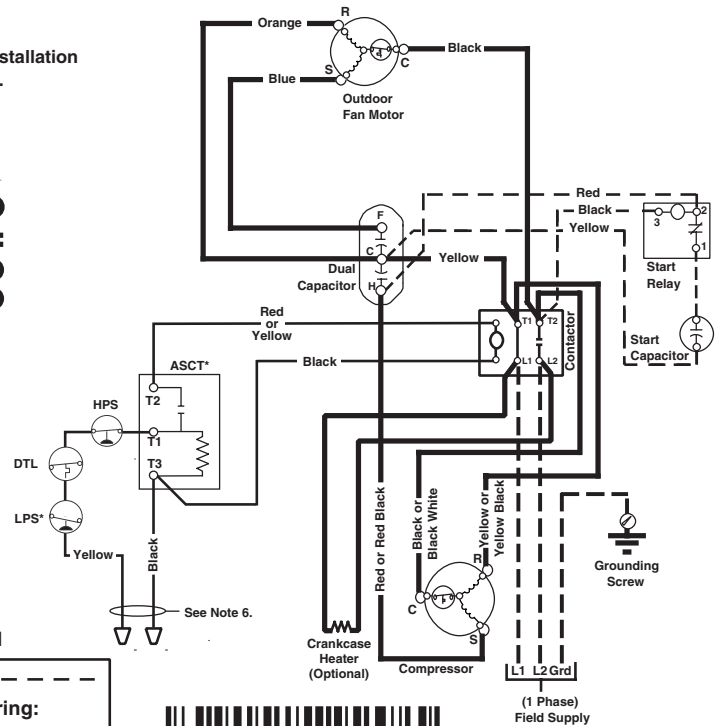 stallation
R
Orange
Black
S
C
Blue
Outdoor
Fan Motor
F
C
Dual
Capacitor
H
Yellow
Red
Black
Yellow
3
2
1
Start
Relay
Start
Capacitor
T1 T2
L1 L2
Contactor
Red
or
Yellow
Black
ASCT*
T2
T1
T3
HPS
DTL
LPS*
Yellow
Black
See Note 6.
Red or Red Black
Black or
Black White
Yellow or
Yellow Black
R
C
S
Compressor
Crankcase
Heater
(Optional)
Grounding
Screw
L1 L2 Grd
(1 Phase)
Field Supply
ring: